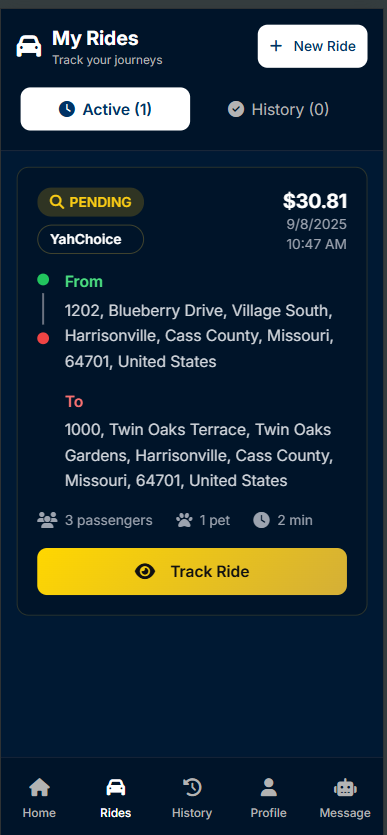 My Rides
Track your journeys
+ New Ride
Active (1)
History (0)
PENDING
$30.81
YahChoice
9/8/2025
10:47 AM
From
1202, Blueberry Drive, Village South,
Harrisonville, Cass County, Missouri,
64701, United States
To
1000, Twin Oaks Terrace, Twin Oaks
Gardens, Harrisonville, Cass County,
Missouri, 64701, United States
3 passengers
1 pet
2 min
Track Ride
Home
Rides
History
Profile
Message